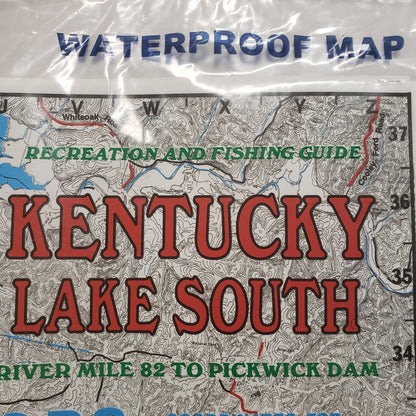 WATERPROOF MAP
U V W X Y Z
Whiteoak
37
RECREATION AND FISHING GUIDE
36
KENTUCKY
35
LAKE SOUTH
34
RIVER MILE 82 TO PICKWICK DAM